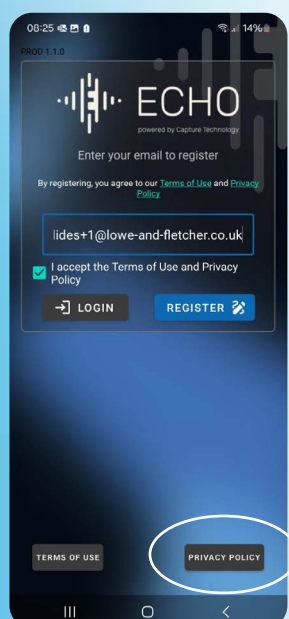 08:25 14%
PROD 1.1.0
ECHO
powered by Capture Technology
Enter your email to register
By registering, you agree to our Terms of Use and Privacy
Policy
lides+1@lowe-and-fletcher.co.uk
I accept the Terms of Use and Privacy
Policy
LOGIN REGISTER
TERMS OF USE PRIVACY POLICY